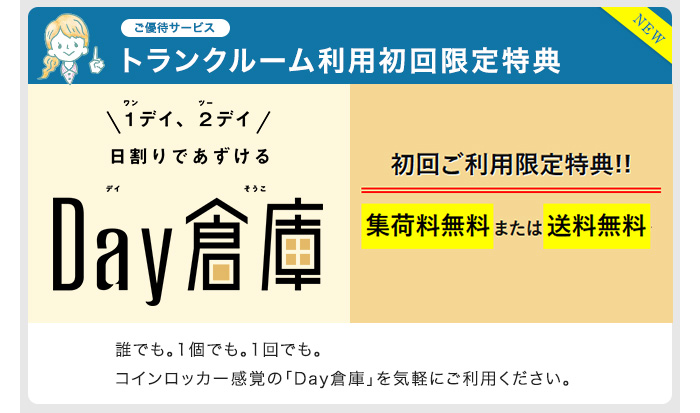 ご優待サービス
トランクルーム利用初回限定特典
NEW
ワン ツー
\1デイ、2デイ/
日割りであずける
デイ そうこ
Day倉庫
初回ご利用限定特典!!
集荷料無料または送料無料
誰でも。1個でも。1回でも。
コインロッカー感覚の「Day倉庫」を気軽にご利用ください。